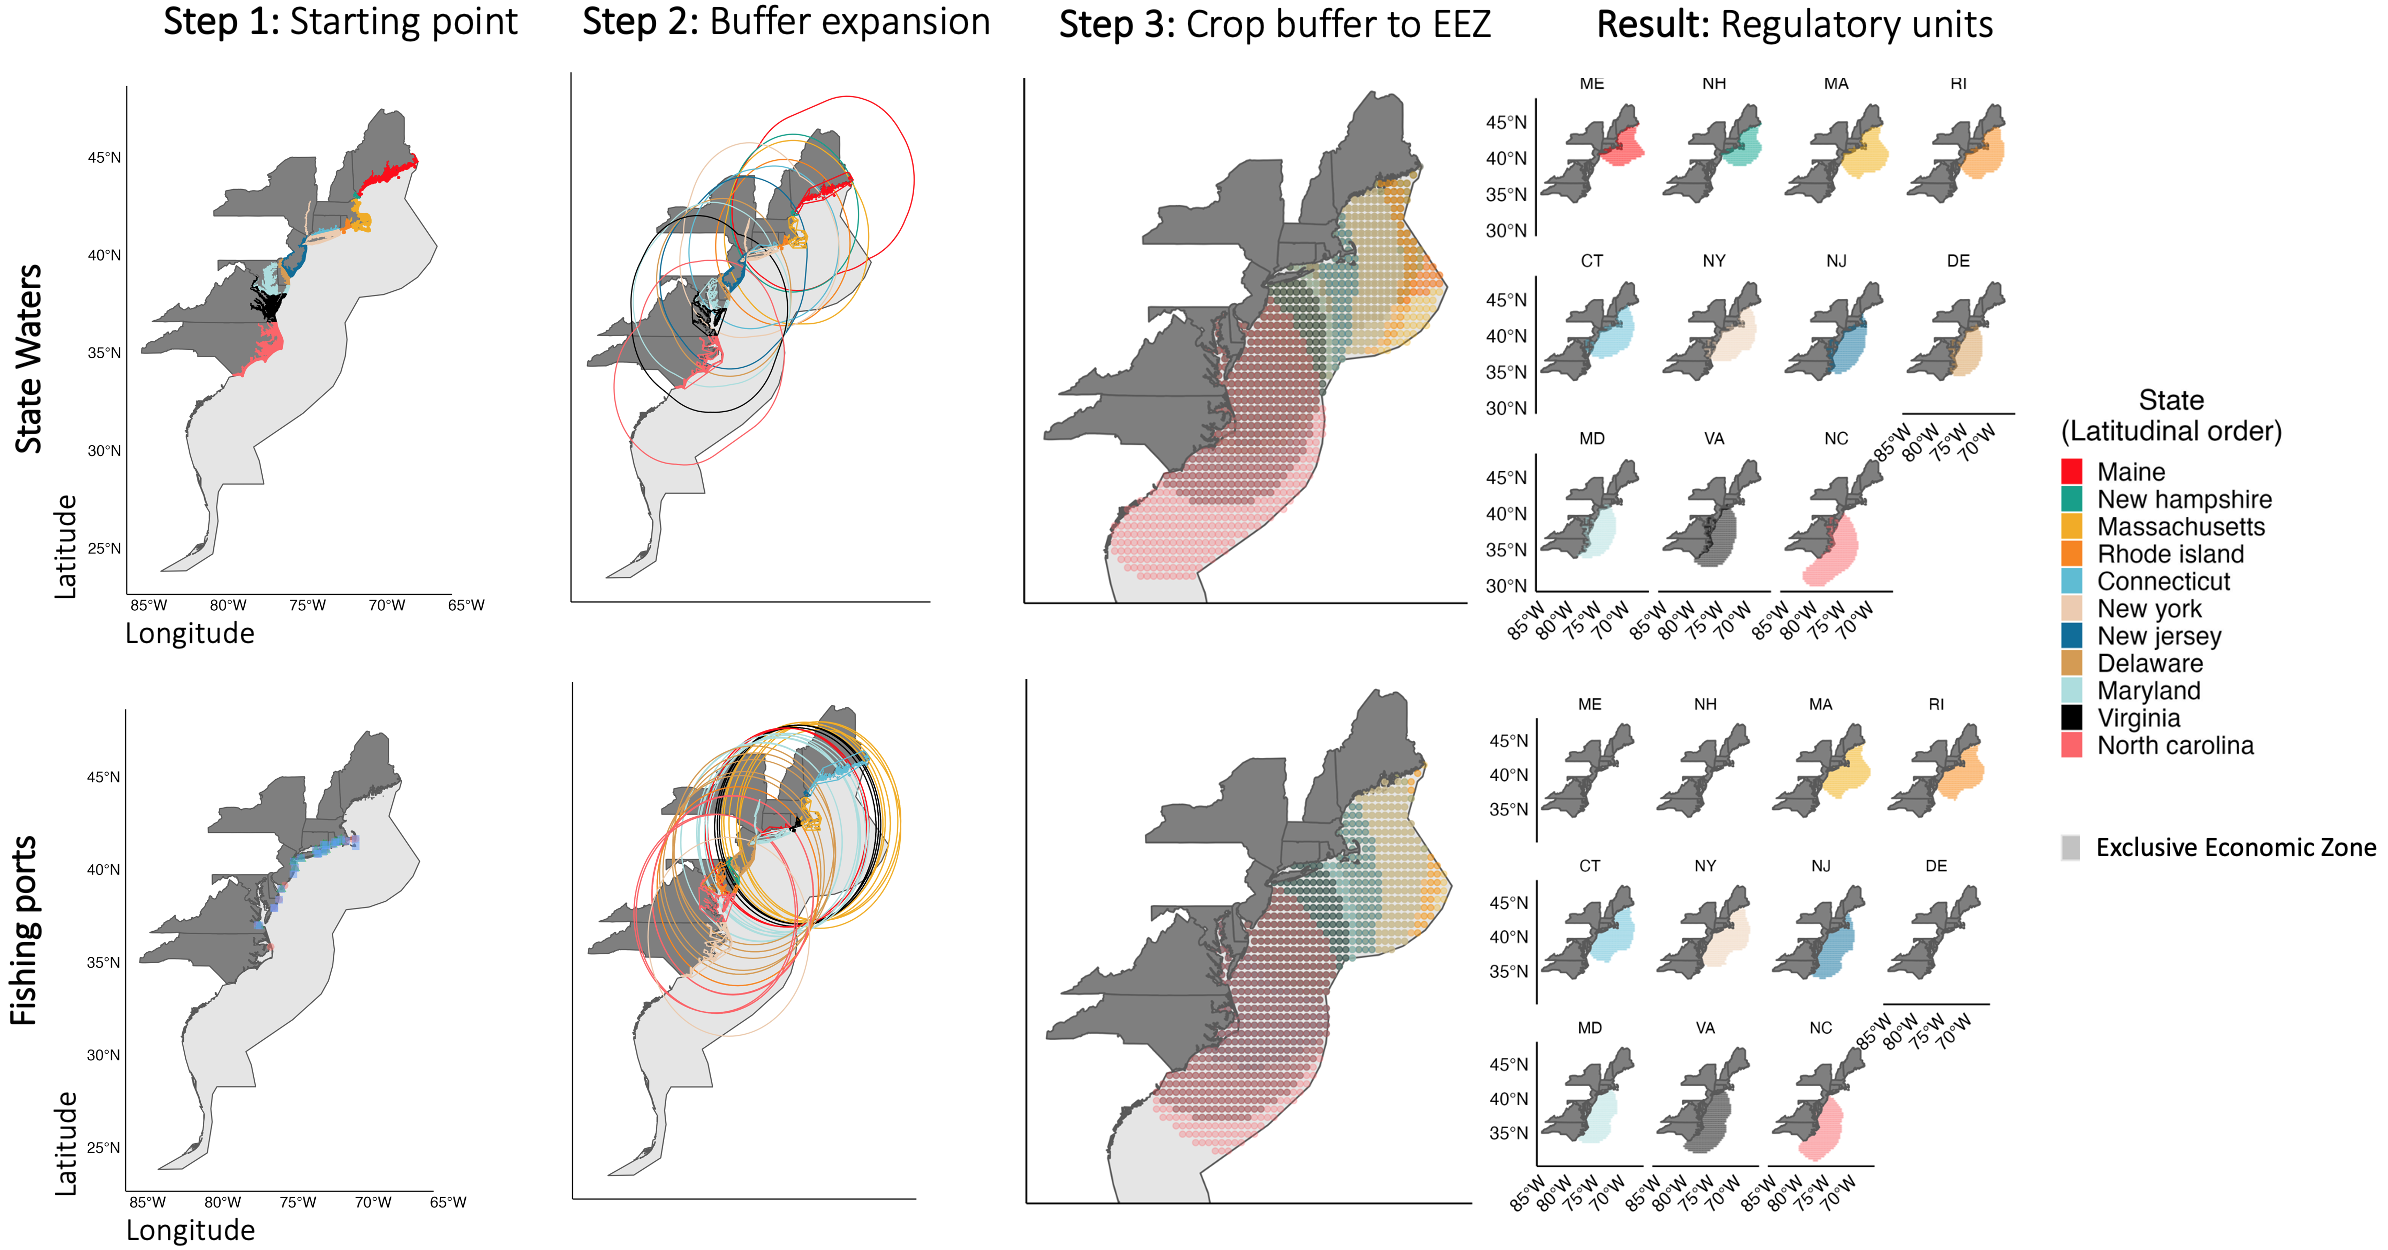 Step 1: Starting point
Step 2: Buffer expansion
Step 3: Crop buffer to EEZ
Result: Regulatory units
State Waters
Latitude
45°N
40°N
35°N
30°N
25°N
85°W 80°W 75°W 70°W 65°W
Longitude
ME NH MA RI
45°N
40°N
35°N
30°N
CT NY NJ DE
45°N
40°N
35°N
30°N
85°W 80°W 75°W 70°W
MD VA NC
45°N
40°N
35°N
30°N
85°W 80°W 75°W 70°W 85°W 80°W 75°W 70°W 85°W 80°W 75°W 70°W
State
(Latitudinal order)
Maine
New hampshire
Massachusetts
Rhode island
Connecticut
New york
New jersey
Delaware
Maryland
Virginia
North carolina
Exclusive Economic Zone
Fishing ports
Latitude
45°N
40°N
35°N
30°N
25°N
85°W 80°W 75°W 70°W 65°W
Longitude
ME NH MA RI
45°N
40°N
35°N
CT NY NJ DE
45°N
40°N
35°N
85°W 80°W 75°W 70°W
MD VA NC
45°N
40°N
35°N
85°W 80°W 75°W 70°W 85°W 80°W 75°W 70°W 85°W 80°W 75°W 70°W